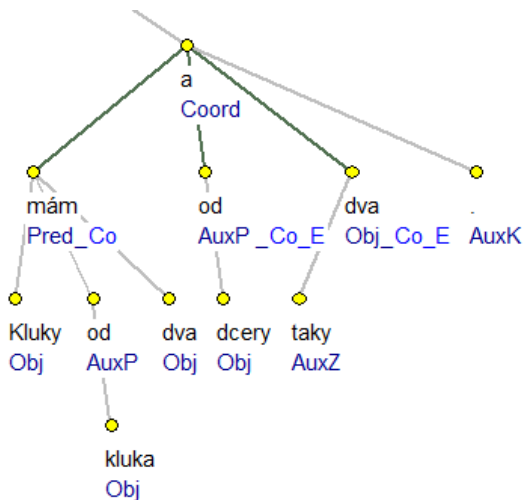 a
Coord
mám od dva .
Pred_Co AuxP _Co_E Obj_Co_E AuxK
Kluky od dva dcery taky
Obj AuxP Obj Obj AuxZ
kluka
Obj